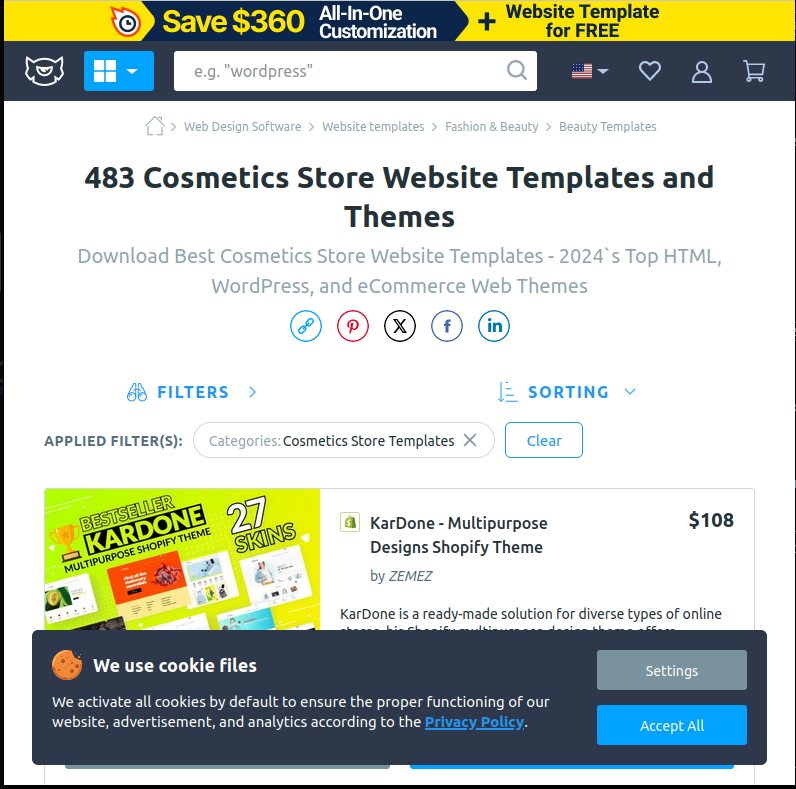 Save $360 All-In-One Customization + Website Template for FREE
e.g. "wordpress"
Web Design Software > Website templates > Fashion & Beauty > Beauty Templates
483 Cosmetics Store Website Templates and
Themes
Download Best Cosmetics Store Website Templates - 2024`s Top HTML,
WordPress, and eCommerce Web Themes
FILTERS
SORTING
APPLIED FILTER(S): Categories: Cosmetics Store Templates Clear
BESTSELLER
KARDONE
MULTIPURPOSE SHOPIFY THEME
27
SKINS
KarDone - Multipurpose
Designs Shopify Theme
$108
by ZEMEZ
KarDone is a ready-made solution for diverse types of online
We use cookie files
We activate all cookies by default to ensure the proper functioning of our
website, advertisement, and analytics according to the Privacy Policy.
Settings
Accept All